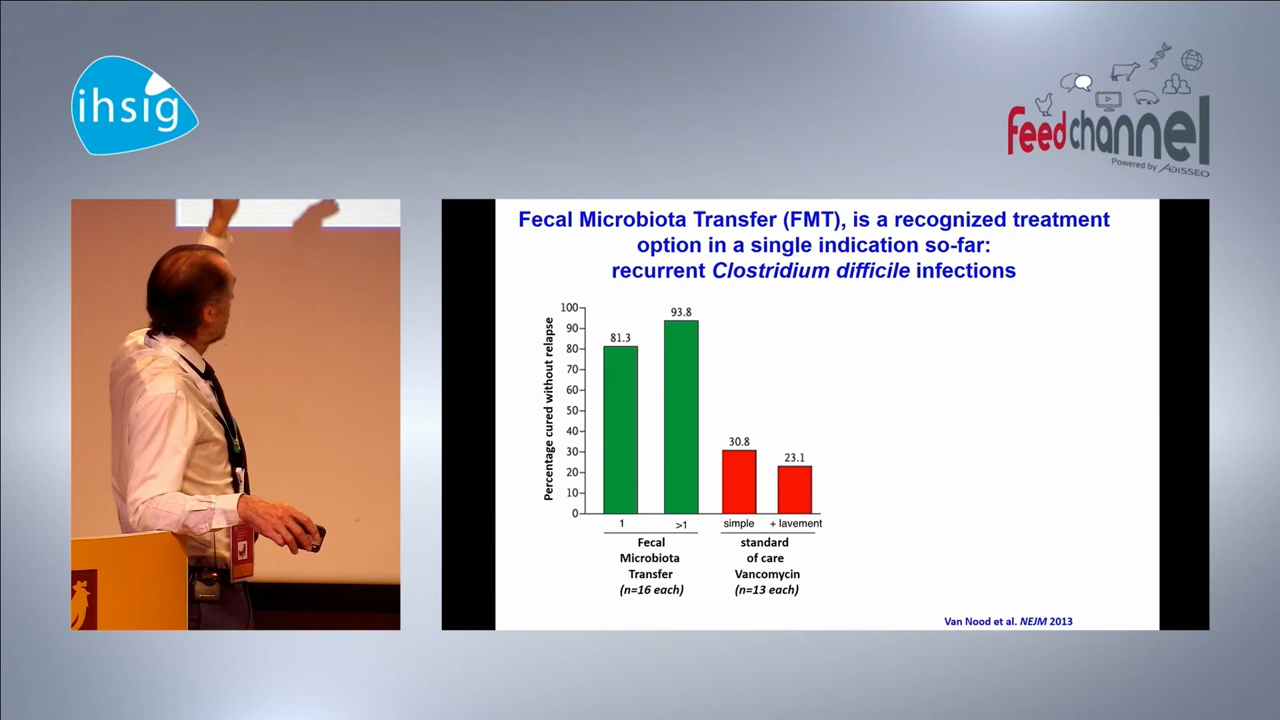 ihsig
feedchannel
Powered by ADISSEO
Fecal Microbiota Transfer (FMT), is a recognized treatment
option in a single indication so-far:
recurrent Clostridium difficile infections
Percentage cured without relapse
100
90
80
70
60
50
40
30
20
10
0
81.3
93.8
30.8
23.1
1
>1
simple
+ lavement
Fecal
Microbiota
Transfer
(n=16 each)
standard
of care
Vancomycin
(n=13 each)
Van Nood et al. NEJM 2013